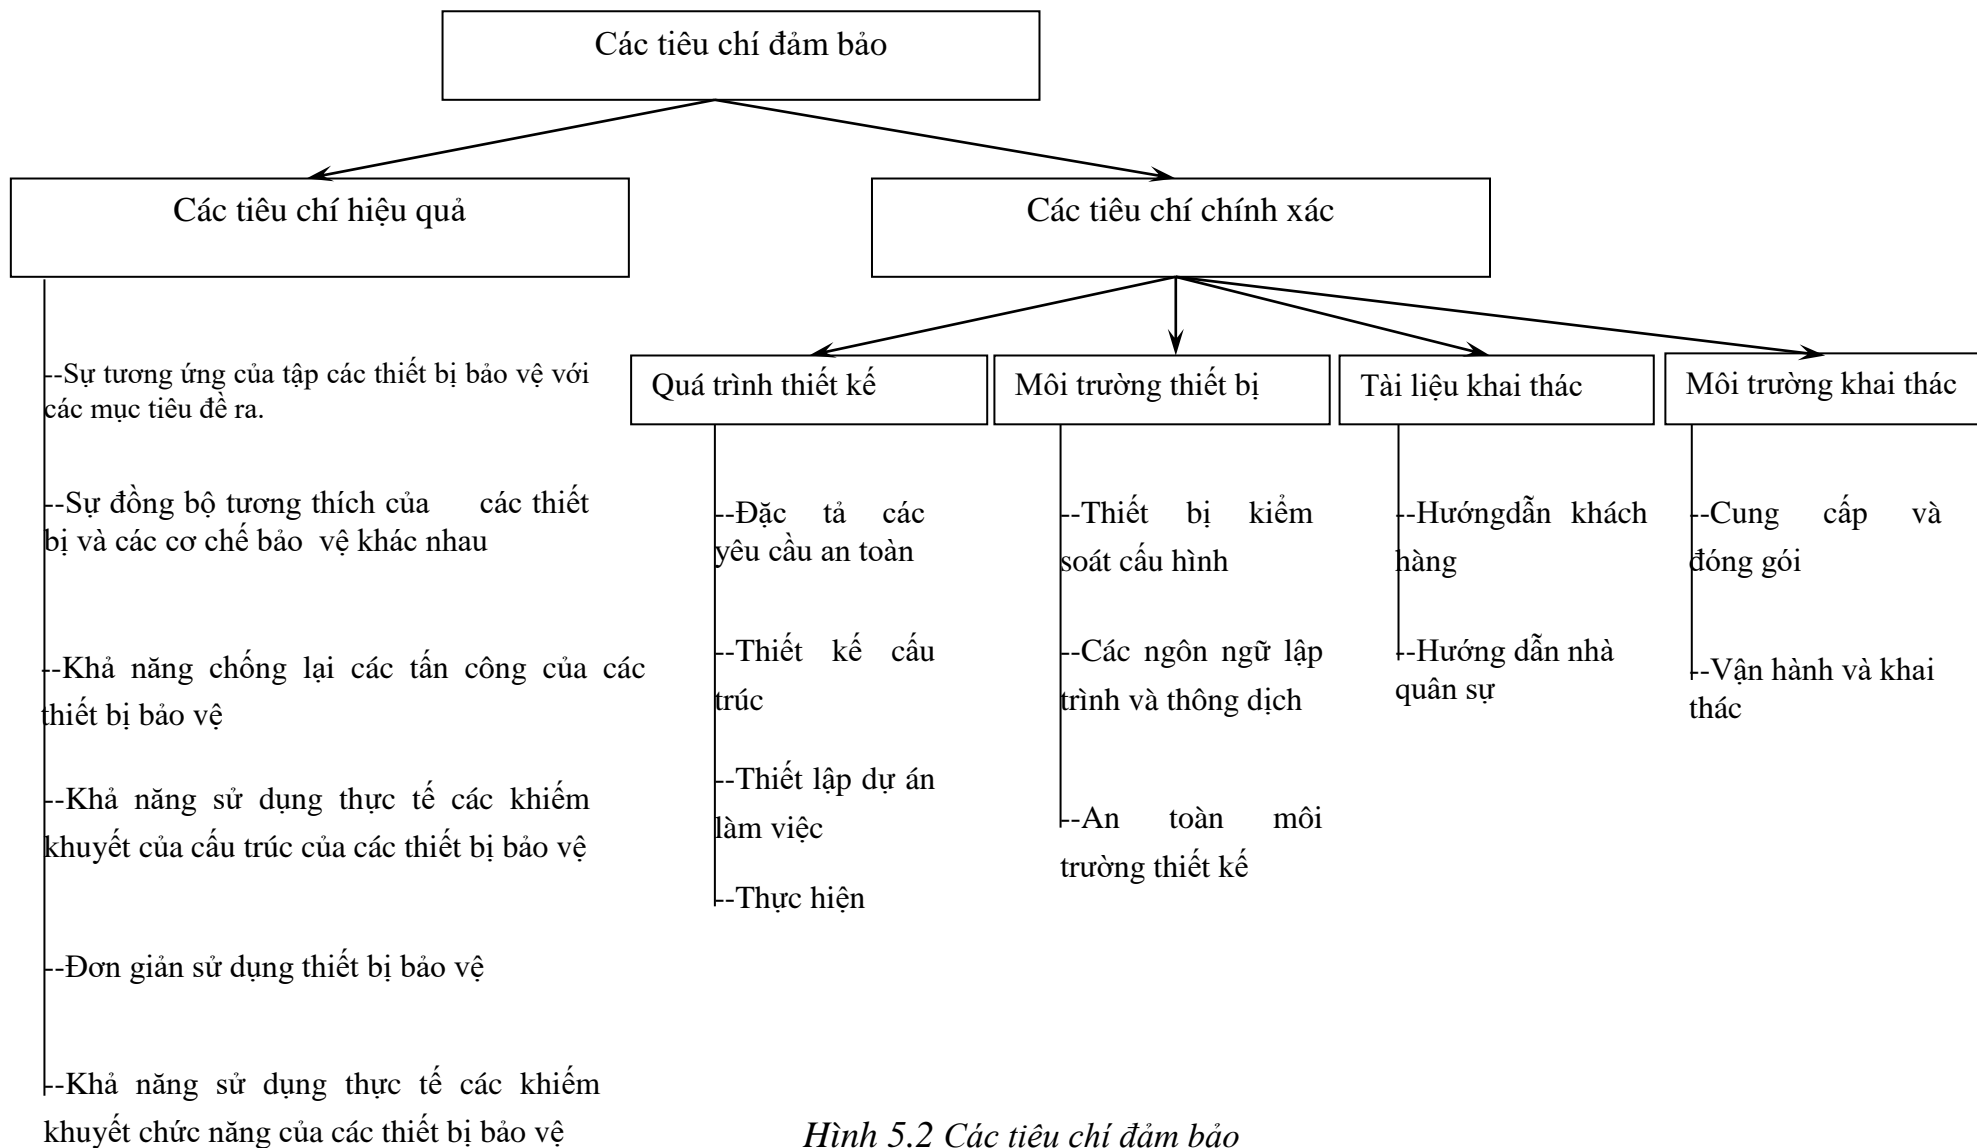 Các tiêu chí đảm bảo
Các tiêu chí hiệu quả
Các tiêu chí chính xác
--Sự tương ứng của tập các thiết bị bảo vệ với
các mục tiêu đề ra.
--Sự đồng bộ tương thích của các thiết
bị và các cơ chế bảo vệ khác nhau
--Khả năng chống lại các tấn công của các
thiết bị bảo vệ
--Khả năng sử dụng thực tế các khiếm
khuyết của cấu trúc của các thiết bị bảo vệ
--Đơn giản sử dụng thiết bị bảo vệ
--Khả năng sử dụng thực tế các khiếm
khuyết chức năng của các thiết bị bảo vệ
Quá trình thiết kế
--Đặc tả các
yêu cầu an toàn
--Thiết kế cấu
trúc
--Thiết lập dự án
làm việc
--Thực hiện
Môi trường thiết bị
--Thiết bị kiểm
soát cấu hình
--Các ngôn ngữ lập
trình và thông dịch
--An toàn môi
trường thiết kế
Tài liệu khai thác
--Hướngdẫn khách
hàng
--Hướng dẫn nhà
quân sự
Môi trường khai thác
--Cung cấp và
đóng gói
--Vận hành và khai
thác
Hình 5.2 Các tiêu chí đảm bảo